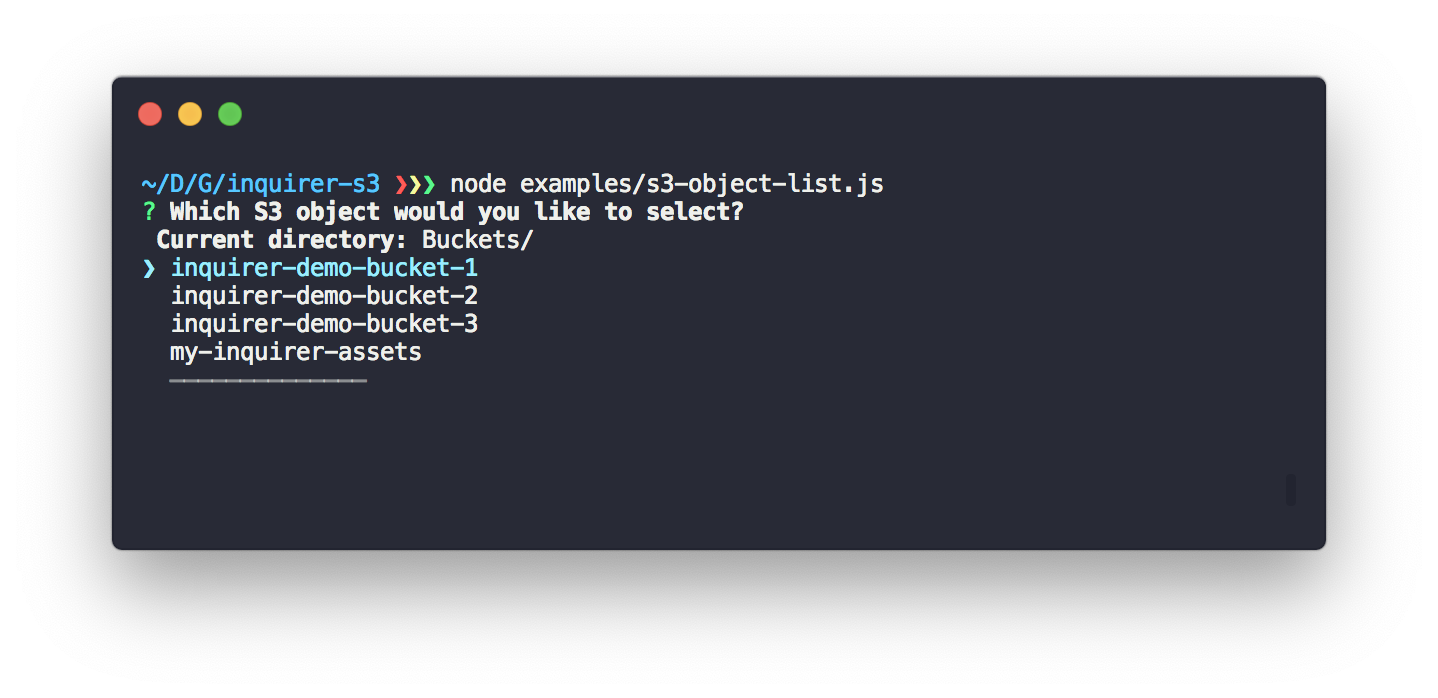 ~/D/G/inquirer-s3 ❯❯❯ node examples/s3-object-list.js
? Which S3 object would you like to select?
Current directory: Buckets/
❯ inquirer-demo-bucket-1
inquirer-demo-bucket-2
inquirer-demo-bucket-3
my-inquirer-assets
──────────────